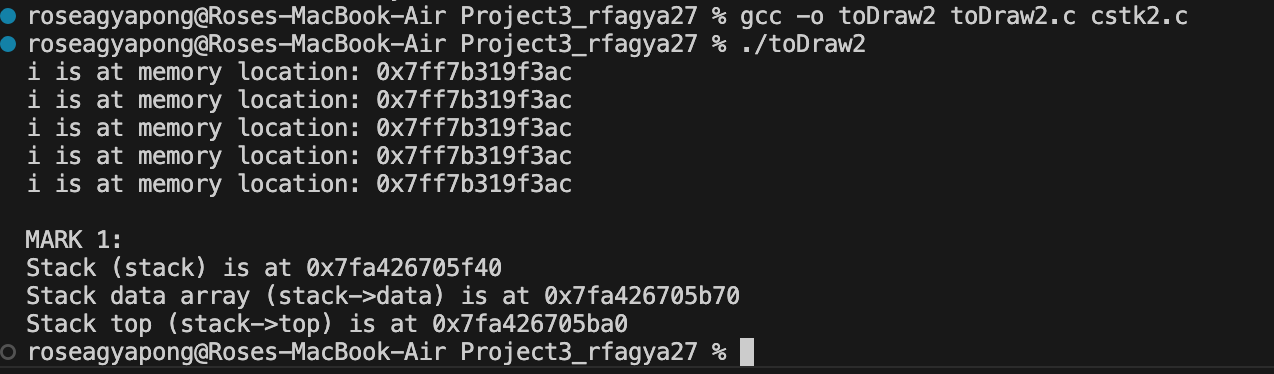 roseagyapong@Roses-MacBook-Air Project3_rfagya27 % gcc -o toDraw2 toDraw2.c cstk2.c
roseagyapong@Roses-MacBook-Air Project3_rfagya27 % ./toDraw2
i is at memory location: 0x7ff7b319f3ac
i is at memory location: 0x7ff7b319f3ac
i is at memory location: 0x7ff7b319f3ac
i is at memory location: 0x7ff7b319f3ac
i is at memory location: 0x7ff7b319f3ac
MARK 1:
Stack (stack) is at 0x7fa426705f40
Stack data array (stack->data) is at 0x7fa426705b70
Stack top (stack->top) is at 0x7fa426705ba0
roseagyapong@Roses-MacBook-Air Project3_rfagya27 %